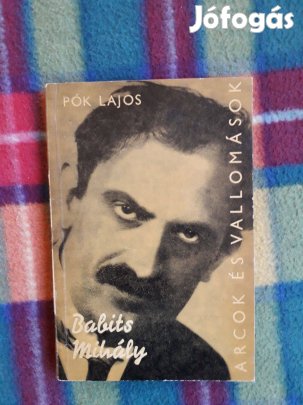 Jófogás
PÓK LAJOS
ARCOK ÉS VALLOMÁSOK
Babits
Mihály